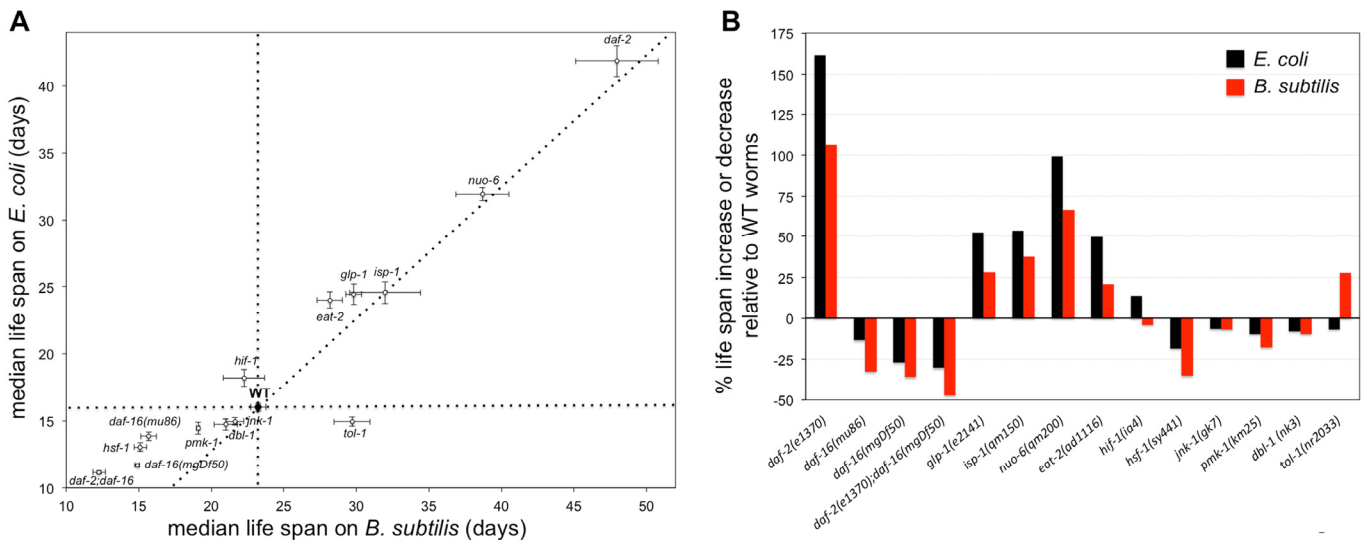 A
median life span on E. coli (days)
40
35
30
25
20
15
10
daf-2
nuo-6
glp-1
isp-1
eat-2
hif-1
WT
daf-16(mu86)
jnk-1
pmk-1
dbl-1
tol-1
hsf-1
daf-16(mgDf50)
daf-2;daf-16
10 15 20 25 30 35 40 45 50
median life span on B. subtilis (days)
B
% life span increase or decrease
relative to WT worms
175
150
125
100
75
50
25
0
-25
-50
E. coli
B. subtilis
daf-2(e1370)
daf-16(mu86)
daf-16(mgDf50)
daf-2(e1370);daf-16(mgDf50)
glp-1(e2141)
isp-1(qm150)
nuo-6(qm200)
eat-2(ad1116)
hif-1(ia4)
hsf-1(sy441)
jnk-1(gk7)
pmk-1(km25)
dbl-1 (nk3)
tol-1(nr2033)